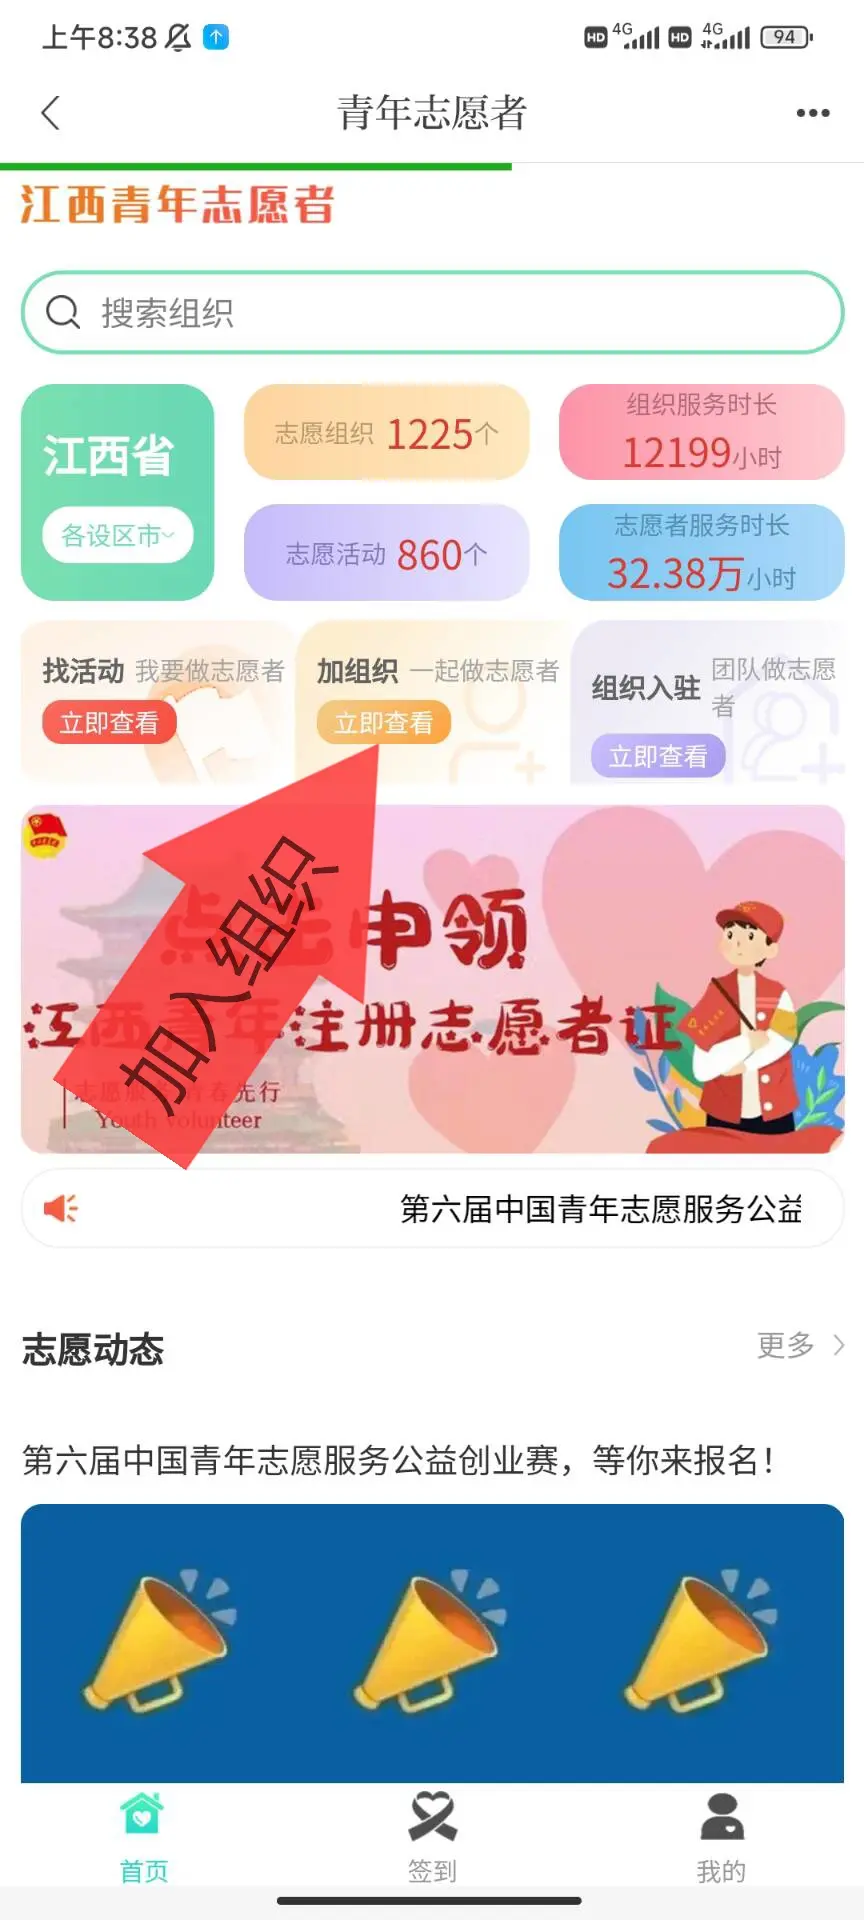 上午8:38
HD 4G HD 4G 94
青年志愿者
江西青年志愿者
搜索组织
江西省
各设区市
志愿组织 1225个
组织服务时长
12199小时
志愿活动 860个
志愿者服务时长
32.38万小时
找活动 我要做志愿者
立即查看
加组织 一起做志愿者
立即查看
组织入驻 团队做志愿者
立即查看
加入组织
点击申领
江西青年注册志愿者证
志愿服务 青春先行
Youth volunteer
第六届中国青年志愿服务公益
志愿动态
更多
第六届中国青年志愿服务公益创业赛，等你来报名！
首页
签到
我的